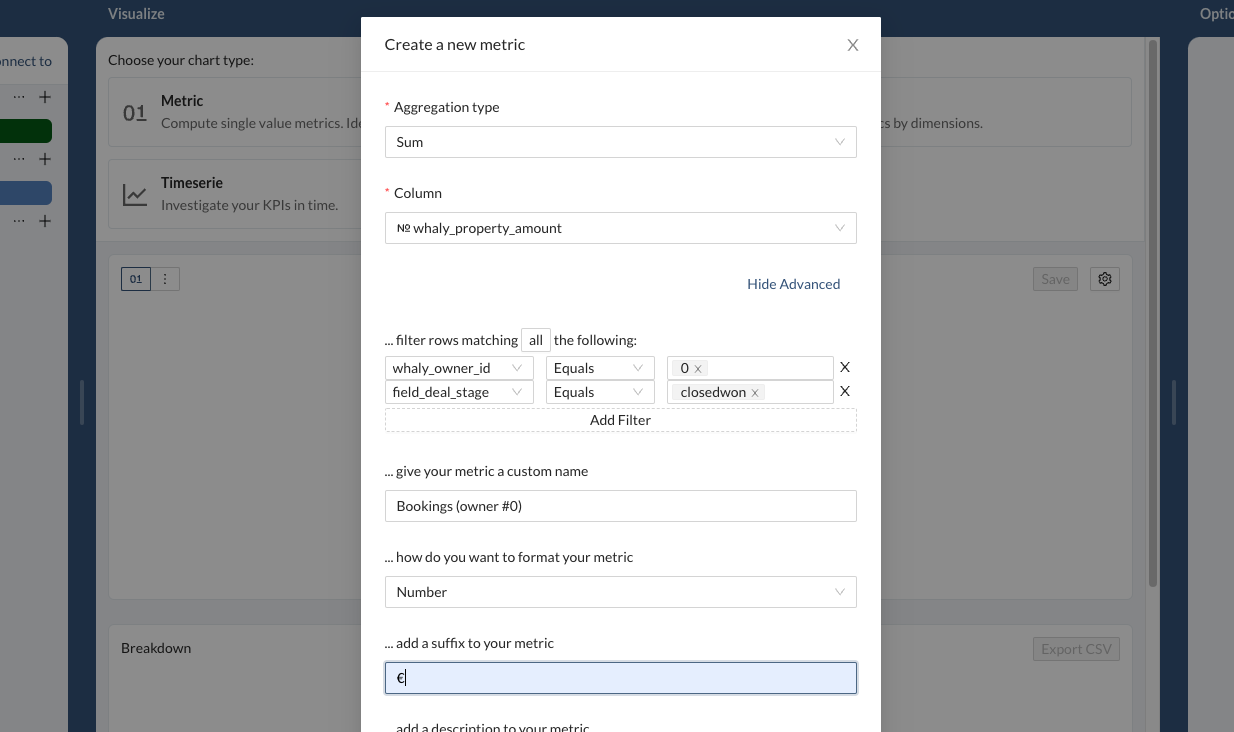 Visualize
Optio
Create a new metric
onnect to
Choose your chart type:
01 Metric
Compute single value metrics. Ide
cs by dimensions.
Timeserie
Investigate your KPIs in time.
* Aggregation type
Sum
* Column
№ whaly_property_amount
Hide Advanced
01
Save
... filter rows matching all the following:
whaly_owner_id Equals 0 x X
field_deal_stage Equals closedwon x X
Add Filter
... give your metric a custom name
Bookings (owner #0)
... how do you want to format your metric
Number
... add a suffix to your metric
€
Breakdown
Export CSV
... add a description to your metric